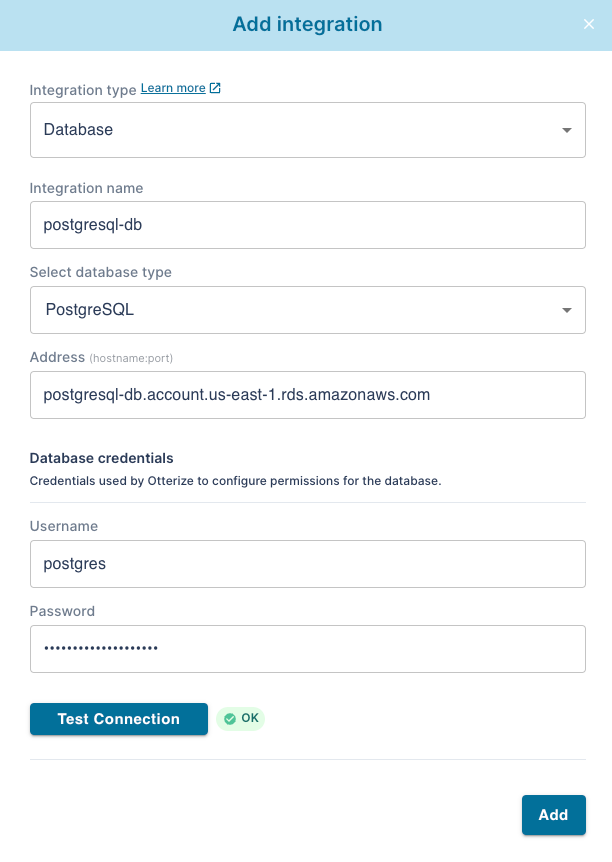 Add integration
Integration type Learn more
Database
Integration name
postgresql-db
Select database type
PostgreSQL
Address (hostname:port)
postgresql-db.account.us-east-1.rds.amazonaws.com
Database credentials
Credentials used by Otterize to configure permissions for the database.
Username
postgres
Password
••••••••••••••••••••
Test Connection OK
Add